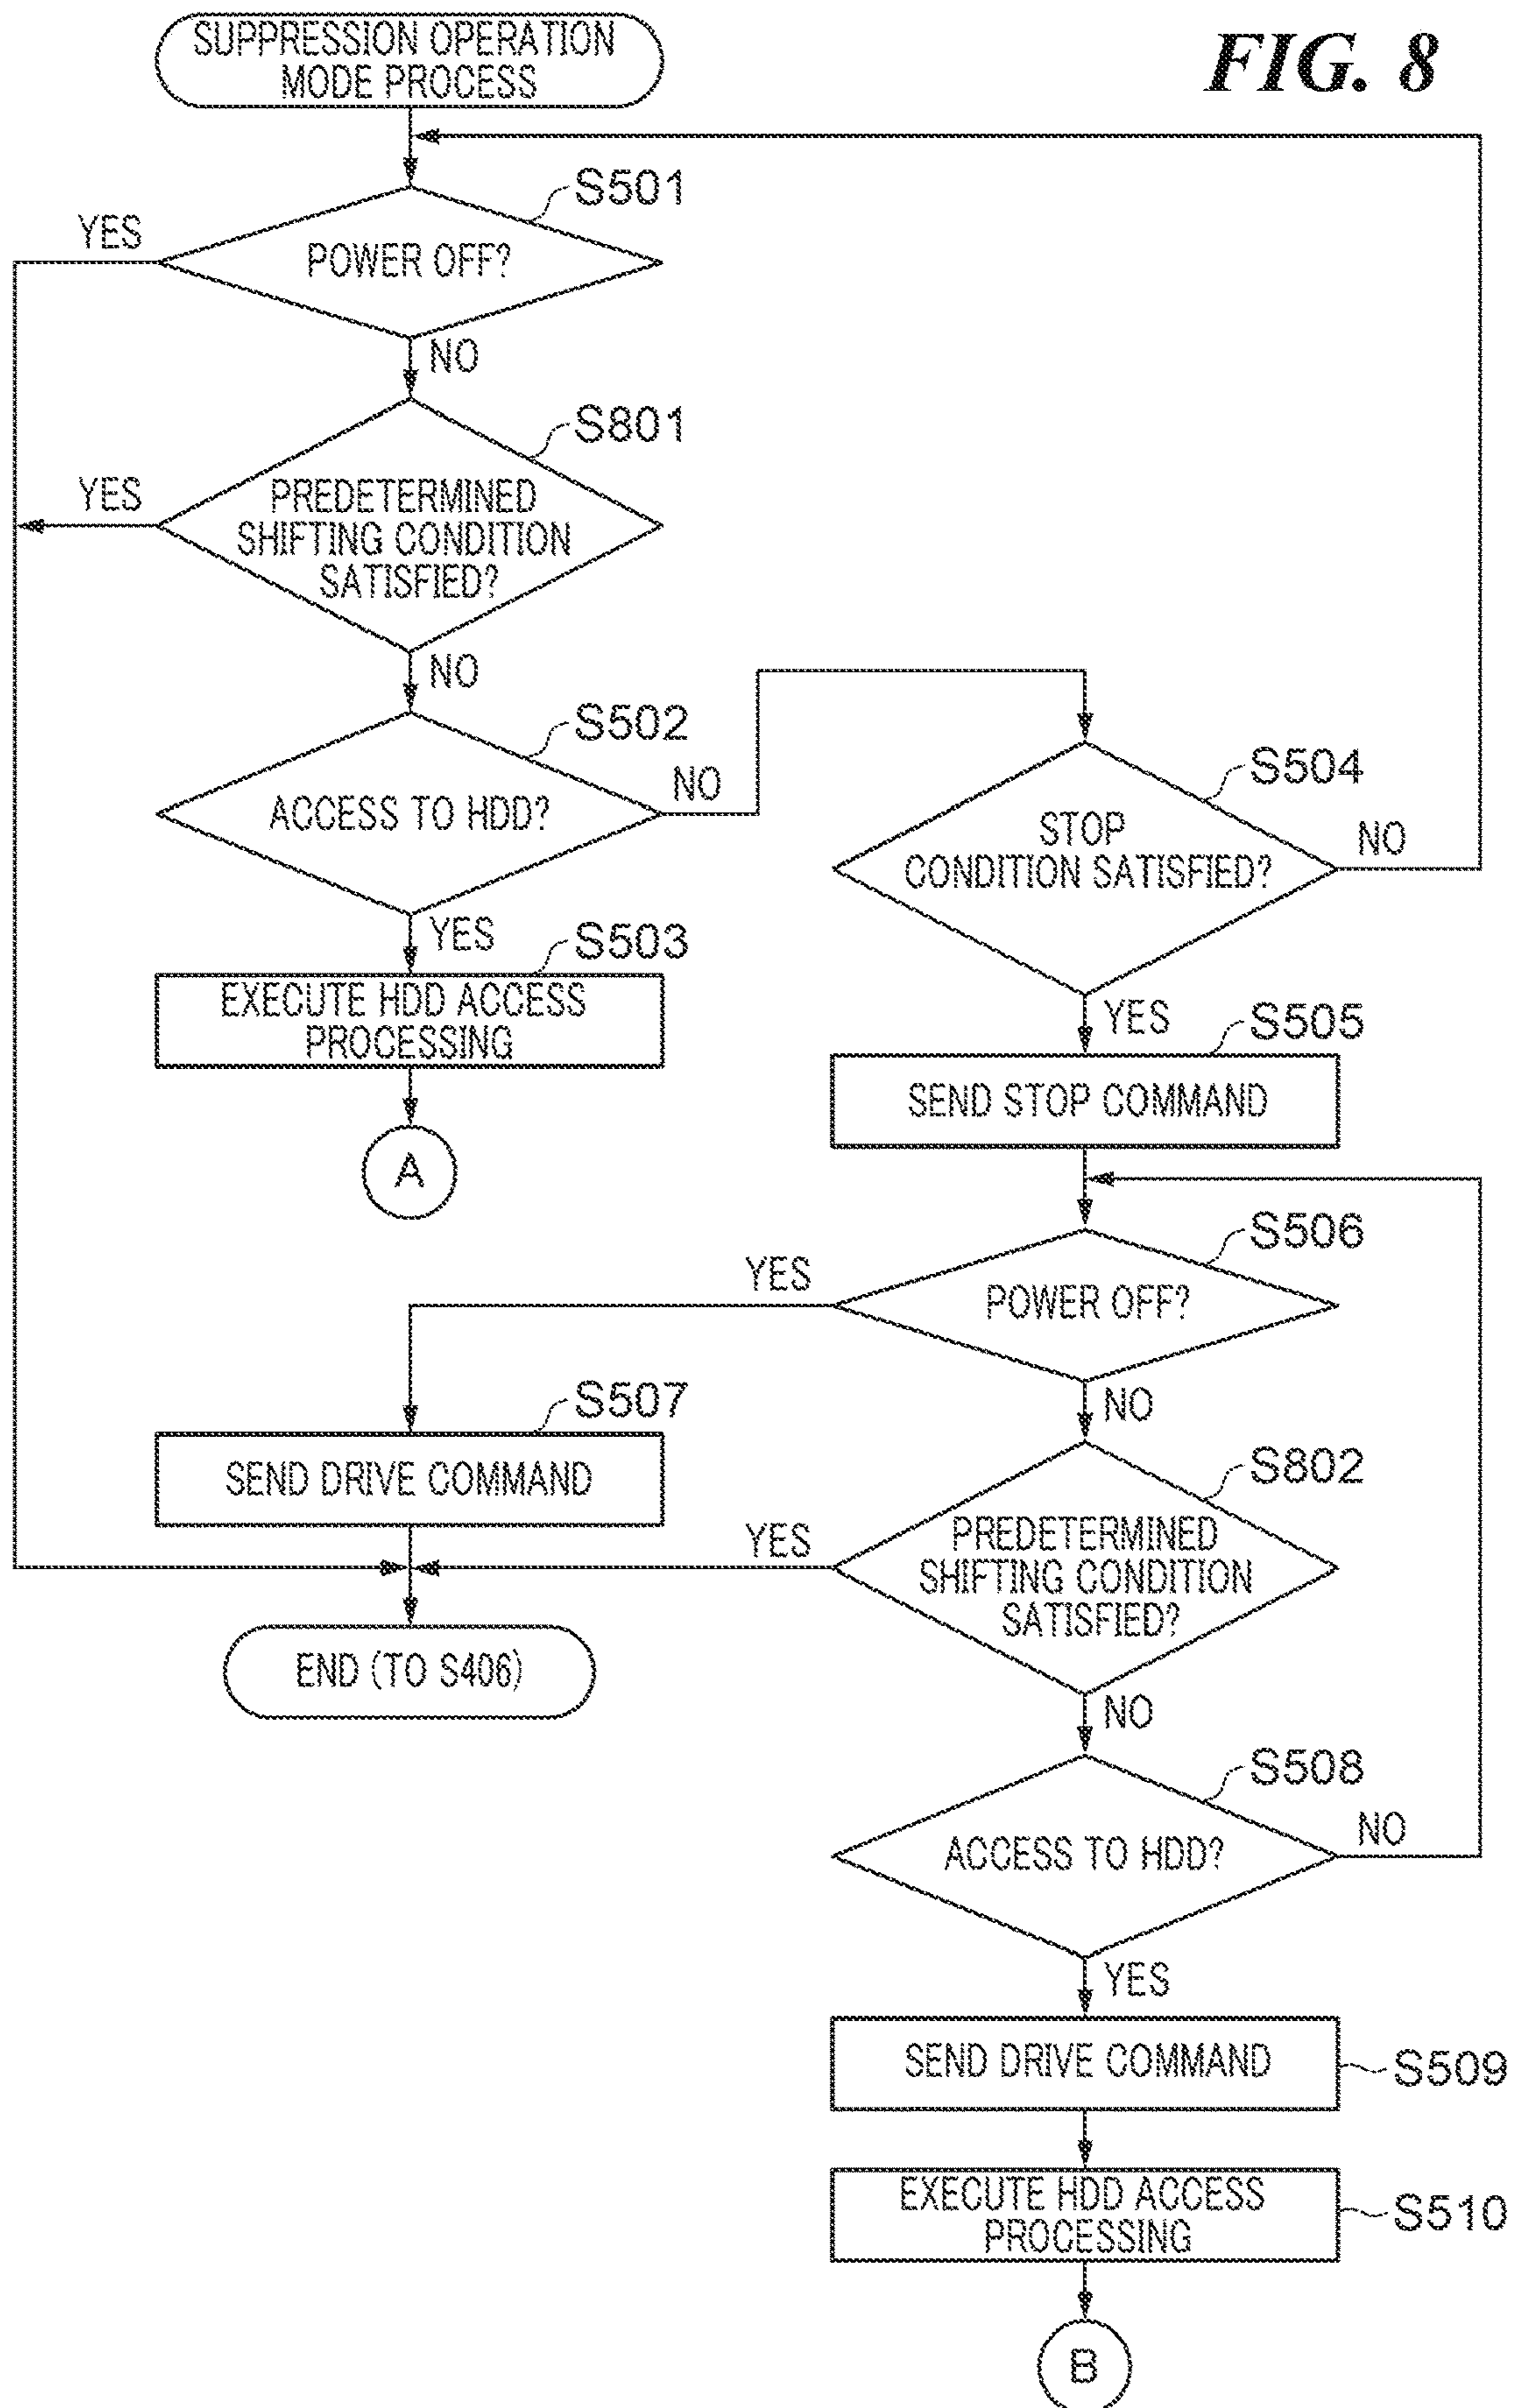 FIG. 8
SUPPRESSION OPERATION
MODE PROCESS
S501
YES
POWER OFF?
NO
S801
YES
PREDETERMINED
SHIFTING CONDITION
SATISFIED?
NO
S502
ACCESS TO HDD?
NO
YES
S503
EXECUTE HDD ACCESS
PROCESSING
A
S504
STOP
CONDITION SATISFIED?
NO
YES
S505
SEND STOP COMMAND
S506
YES
POWER OFF?
NO
S507
SEND DRIVE COMMAND
S802
YES
PREDETERMINED
SHIFTING CONDITION
SATISFIED?
END (TO S406)
NO
S508
ACCESS TO HDD?
NO
YES
SEND DRIVE COMMAND
S509
EXECUTE HDD ACCESS
PROCESSING
S510
B